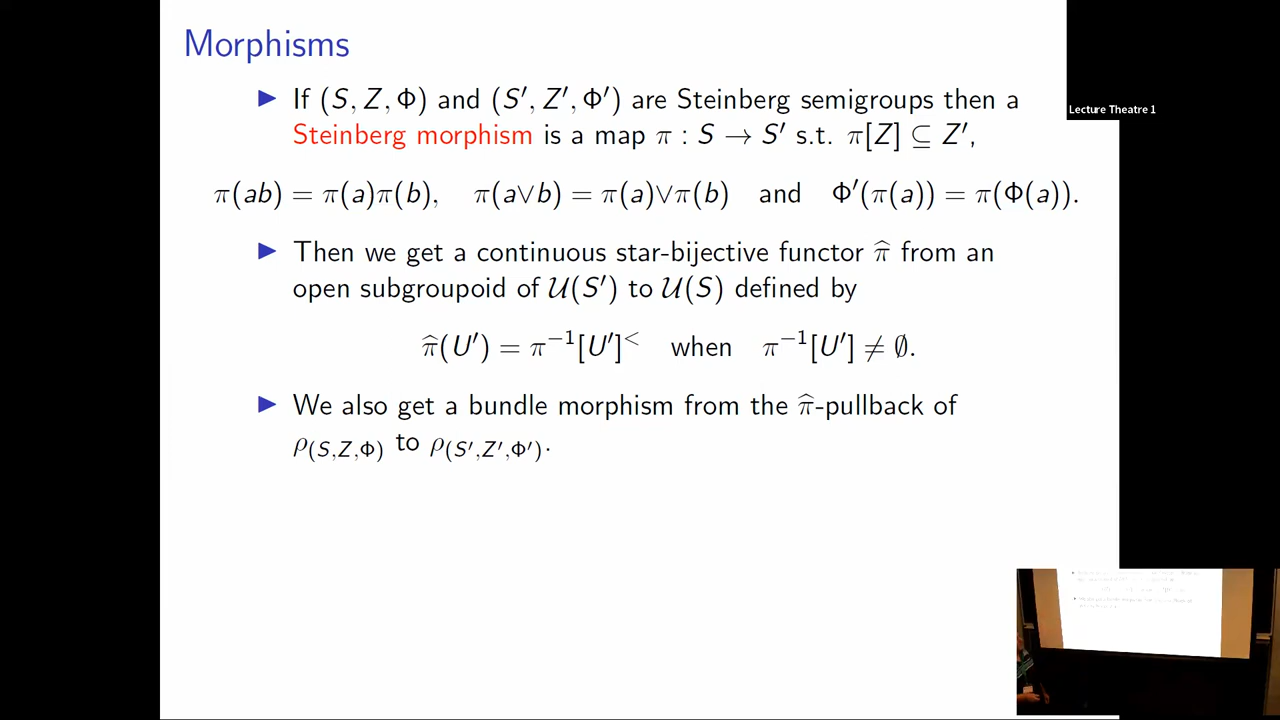 Morphisms
▶ If (S, Z, Φ) and (S′, Z′, Φ′) are Steinberg semigroups then a
Steinberg morphism is a map π : S → S′ s.t. π[Z] ⊆ Z′,
π(ab) = π(a)π(b), π(a∨b) = π(a)∨π(b) and Φ′(π(a)) = π(Φ(a)).
▶ Then we get a continuous star-bijective functor π̂ from an
open subgroupoid of 𝒰(S′) to 𝒰(S) defined by
π̂(U′) = π⁻¹[U′]^< when π⁻¹[U′] ≠ ∅.
▶ We also get a bundle morphism from the π̂-pullback of
ρ_(S,Z,Φ) to ρ_(S′,Z′,Φ′).
Lecture Theatre 1